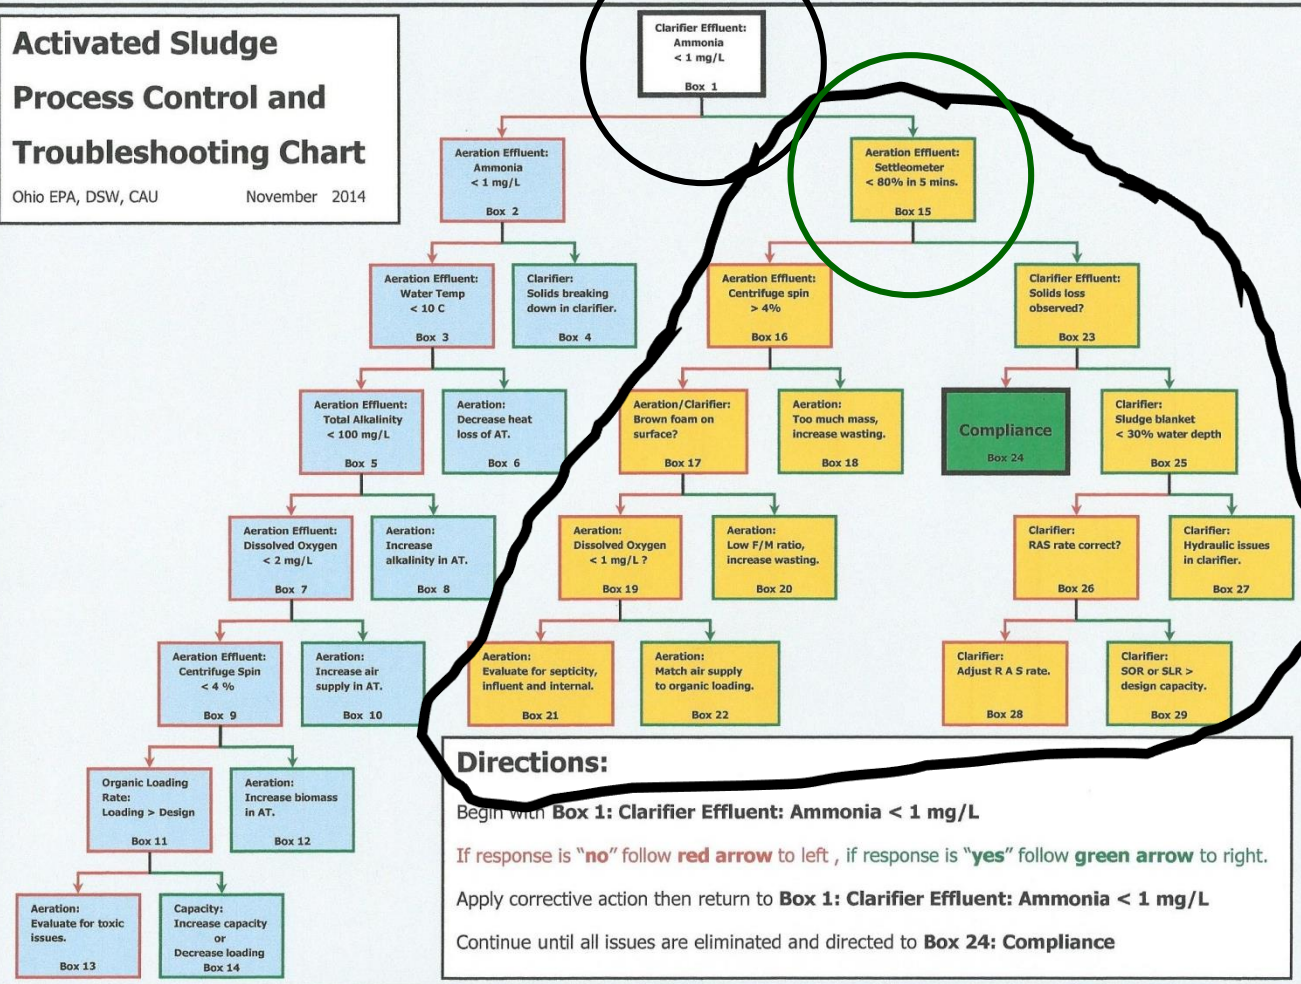 Activated Sludge
Process Control and
Troubleshooting Chart
Ohio EPA, DSW, CAU November 2014
Clarifier Effluent:
Ammonia
< 1 mg/L
Box 1
Aeration Effluent:
Ammonia
< 1 mg/L
Box 2
Aeration Effluent:
Settleometer
< 80% in 5 mins.
Box 15
Aeration Effluent:
Water Temp
< 10 C
Box 3
Clarifier:
Solids breaking
down in clarifier.
Box 4
Aeration Effluent:
Centrifuge spin
> 4%
Box 16
Clarifier Effluent:
Solids loss
observed?
Box 23
Aeration Effluent:
Total Alkalinity
< 100 mg/L
Box 5
Aeration:
Decrease heat
loss of AT.
Box 6
Aeration/Clarifier:
Brown foam on
surface?
Box 17
Aeration:
Too much mass,
increase wasting.
Box 18
Compliance
Box 24
Clarifier:
Sludge blanket
< 30% water depth
Box 25
Aeration Effluent:
Dissolved Oxygen
< 2 mg/L
Box 7
Aeration:
Increase
alkalinity in AT.
Box 8
Aeration:
Dissolved Oxygen
< 1 mg/L ?
Box 19
Aeration:
Low F/M ratio,
increase wasting.
Box 20
Clarifier:
RAS rate correct?
Box 26
Clarifier:
Hydraulic issues
in clarifier.
Box 27
Aeration Effluent:
Centrifuge Spin
< 4 %
Box 9
Aeration:
Increase air
supply in AT.
Box 10
Aeration:
Evaluate for septicity,
influent and internal.
Box 21
Aeration:
Match air supply
to organic loading.
Box 22
Clarifier:
Adjust R A S rate.
Box 28
Clarifier:
SOR or SLR >
design capacity.
Box 29
Organic Loading
Rate:
Loading > Design
Box 11
Aeration:
Increase biomass
in AT.
Box 12
Aeration:
Evaluate for toxic
issues.
Box 13
Capacity:
Increase capacity
or
Decrease loading
Box 14
Directions:
Begin with Box 1: Clarifier Effluent: Ammonia < 1 mg/L
If response is "no" follow red arrow to left , if response is "yes" follow green arrow to right.
Apply corrective action then return to Box 1: Clarifier Effluent: Ammonia < 1 mg/L
Continue until all issues are eliminated and directed to Box 24: Compliance